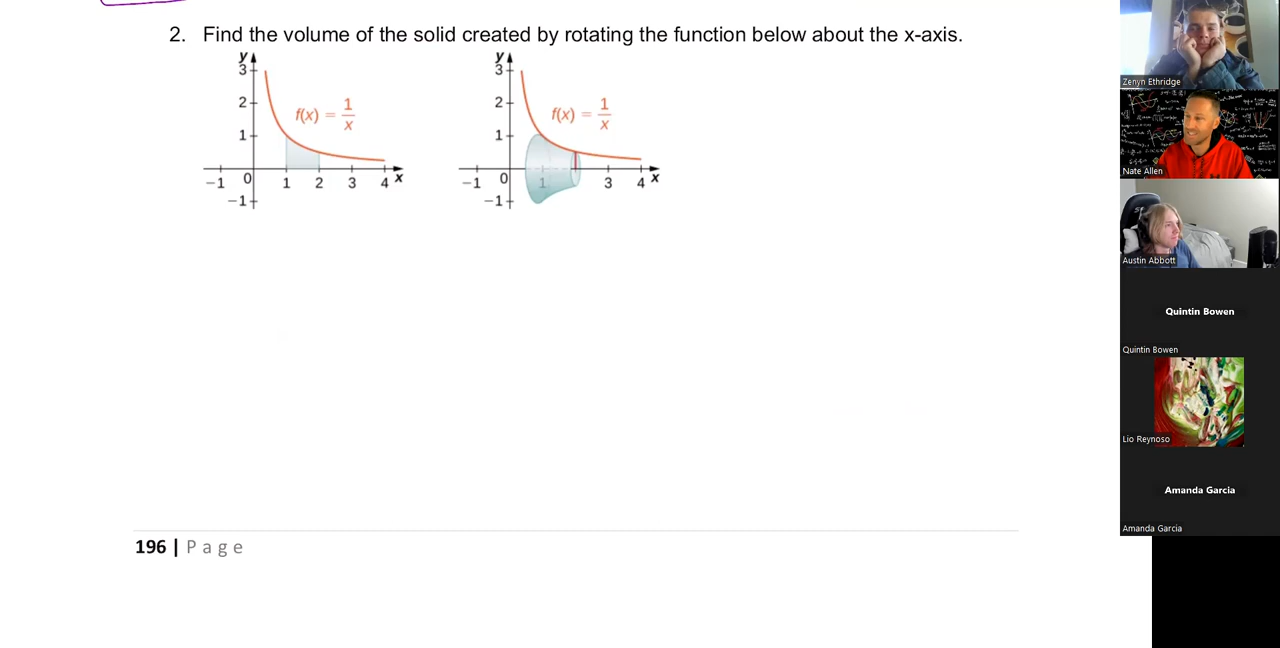 2. Find the volume of the solid created by rotating the function below about the x-axis.
y
3
2
1
−1
0
1
2
3
4
x
−1
f(x) = 1/x
y
3
2
1
−1
0
1
3
4
x
−1
f(x) = 1/x
196 | P a g e
Zenyn Ethridge
Nate Allen
Austin Abbott
Quintin Bowen
Quintin Bowen
Lio Reynoso
Amanda Garcia
Amanda Garcia